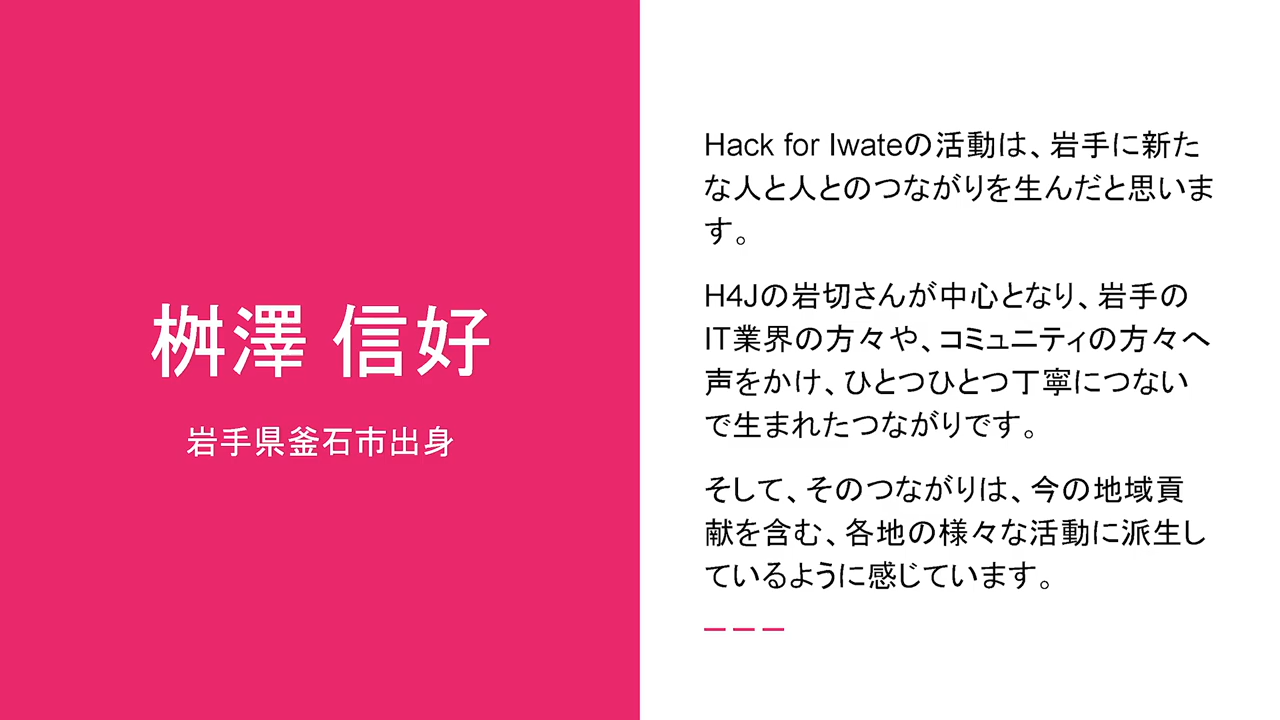 桝澤 信好
岩手県釜石市出身
Hack for Iwateの活動は、岩手に新た
な人と人とのつながりを生んだと思いま
す。
H4Jの岩切さんが中心となり、岩手の
IT業界の方々や、コミュニティの方々へ
声をかけ、ひとつひとつ丁寧につない
で生まれたつながりです。
そして、そのつながりは、今の地域貢
献を含む、各地の様々な活動に派生し
ているように感じています。